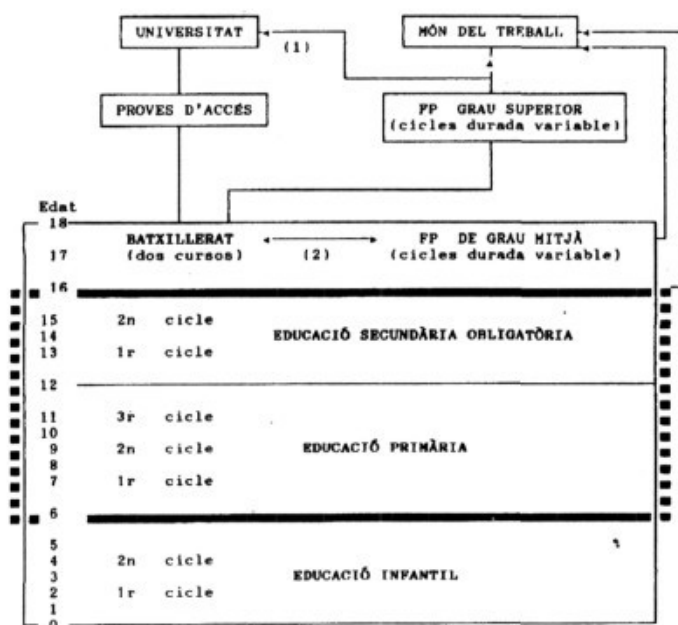 UNIVERSITAT MÓN DEL TREBALL
(1)
PROVES D'ACCÉS FP GRAU SUPERIOR
(cicles durada variable)
Edat
18
BATXILLERAT FP DE GRAU MITJÀ
17 (dos cursos) (2) (cicles durada variable)
16
15 2n cicle
14 EDUCACIÓ SECUNDÀRIA OBLIGATÒRIA
13 1r cicle
12
11 3r cicle
10
9 2n cicle EDUCACIÓ PRIMÀRIA
8
7 1r cicle
6
5
4 2n cicle
3 EDUCACIÓ INFANTIL
2 1r cicle
1
0